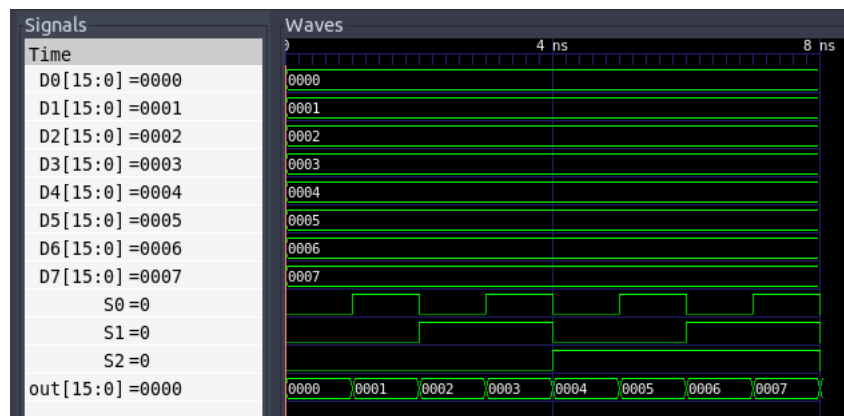 Signals Waves
Time 0 4 ns 8 ns
D0[15:0] =0000 0000
D1[15:0] =0001 0001
D2[15:0] =0002 0002
D3[15:0] =0003 0003
D4[15:0] =0004 0004
D5[15:0] =0005 0005
D6[15:0] =0006 0006
D7[15:0] =0007 0007
S0 =0
S1 =0
S2 =0
out[15:0] =0000 0000 0001 0002 0003 0004 0005 0006 0007